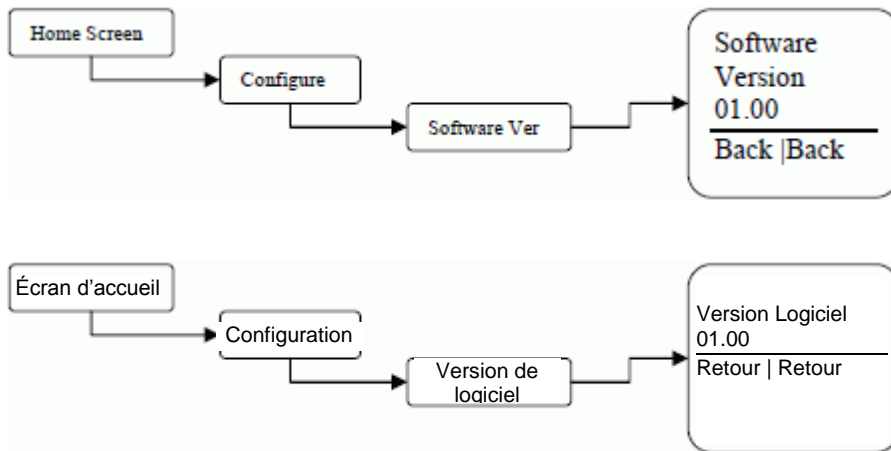 Home Screen
Configure
Software Ver
Software
Version
01.00
Back |Back
Écran d'accueil
Configuration
Version de
logiciel
Version Logiciel
01.00
Retour | Retour